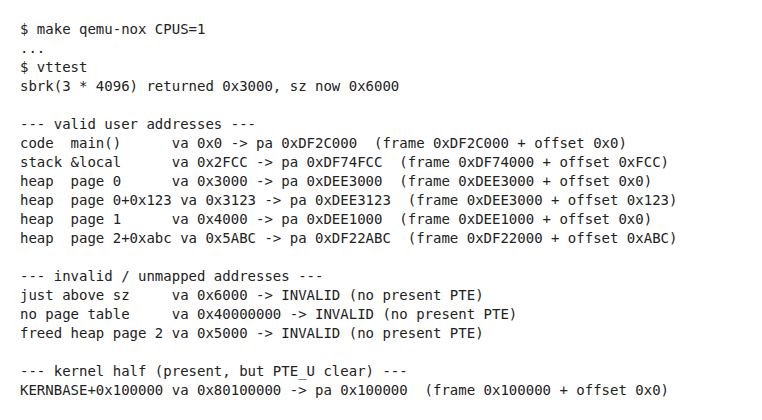 $ make qemu-nox CPUS=1
...
$ vttest
sbrk(3 * 4096) returned 0x3000, sz now 0x6000
--- valid user addresses ---
code  main()      va 0x0 -> pa 0xDF2C000  (frame 0xDF2C000 + offset 0x0)
stack &local      va 0x2FCC -> pa 0xDF74FCC  (frame 0xDF74000 + offset 0xFCC)
heap  page 0      va 0x3000 -> pa 0xDEE3000  (frame 0xDEE3000 + offset 0x0)
heap  page 0+0x123 va 0x3123 -> pa 0xDEE3123  (frame 0xDEE3000 + offset 0x123)
heap  page 1      va 0x4000 -> pa 0xDEE1000  (frame 0xDEE1000 + offset 0x0)
heap  page 2+0xabc va 0x5ABC -> pa 0xDF22ABC  (frame 0xDF22000 + offset 0xABC)
--- invalid / unmapped addresses ---
just above sz     va 0x6000 -> INVALID (no present PTE)
no page table     va 0x40000000 -> INVALID (no present PTE)
freed heap page 2 va 0x5000 -> INVALID (no present PTE)
--- kernel half (present, but PTE_U clear) ---
KERNBASE+0x100000 va 0x80100000 -> pa 0x100000  (frame 0x100000 + offset 0x0)